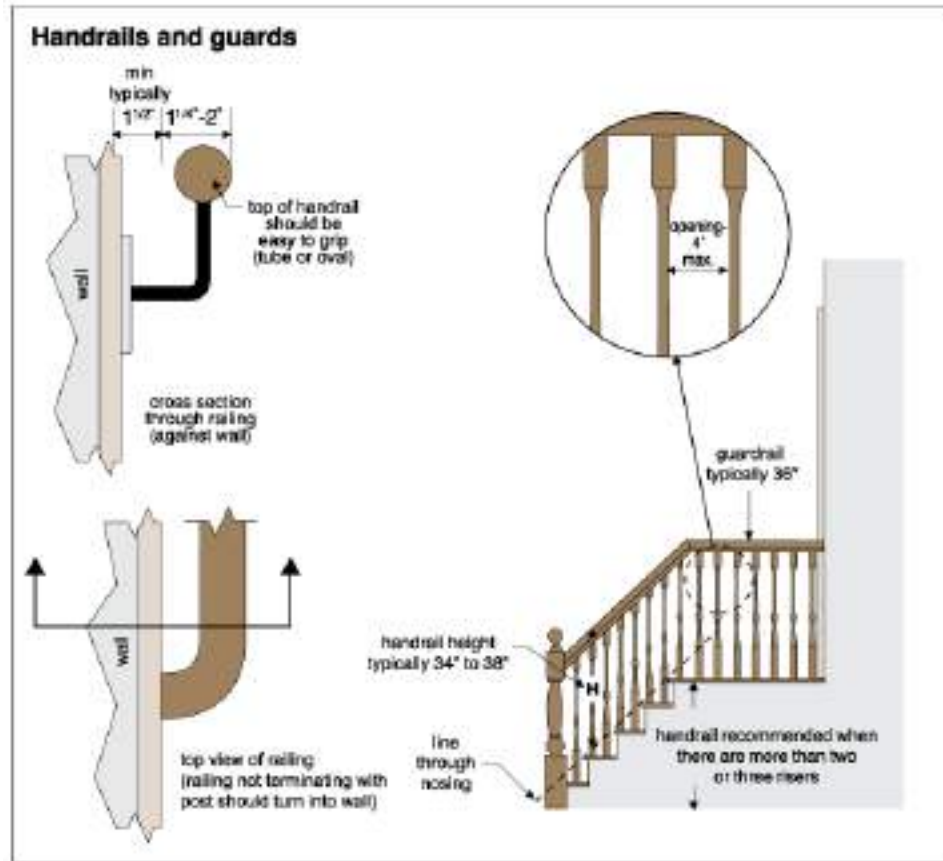 Handrails and guards
min
typically
1 1/2" 1 1/4"-2"
top of handrail
should be
easy to grip
(tube or oval)
wall
cross section
through railing
(against wall)
opening
4"
max.
guardrail
typically 36"
wall
top view of railing
(railing not terminating with
post should turn into wall)
handrail height
typically 34" to 38"
H
line
through
nosing
handrail recommended when
there are more than two
or three risers